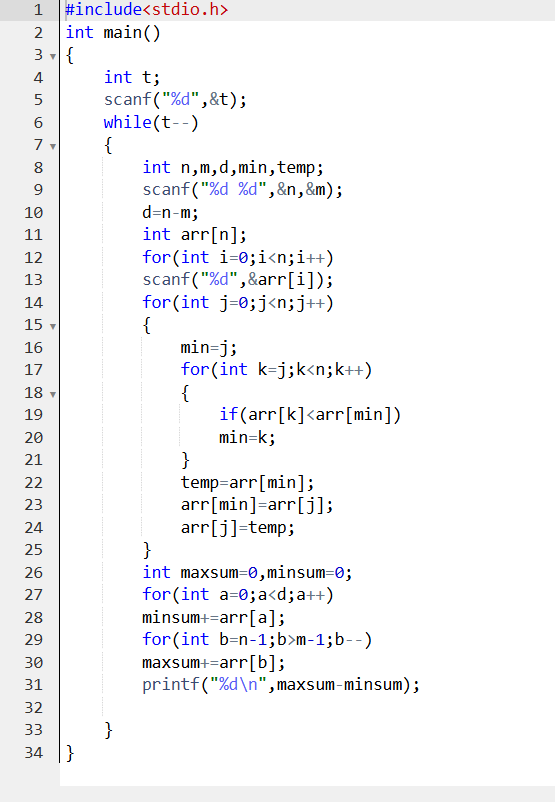 1 #include<stdio.h>
2 int main()
3 {
4 int t;
5 scanf("%d",&t);
6 while(t--)
7 {
8 int n,m,d,min,temp;
9 scanf("%d %d",&n,&m);
10 d=n-m;
11 int arr[n];
12 for(int i=0;i<n;i++)
13 scanf("%d",&arr[i]);
14 for(int j=0;j<n;j++)
15 {
16 min=j;
17 for(int k=j;k<n;k++)
18 {
19 if(arr[k]<arr[min])
20 min=k;
21 }
22 temp=arr[min];
23 arr[min]=arr[j];
24 arr[j]=temp;
25 }
26 int maxsum=0,minsum=0;
27 for(int a=0;a<d;a++)
28 minsum+=arr[a];
29 for(int b=n-1;b>m-1;b--)
30 maxsum+=arr[b];
31 printf("%d\n",maxsum-minsum);
32
33 }
34 }